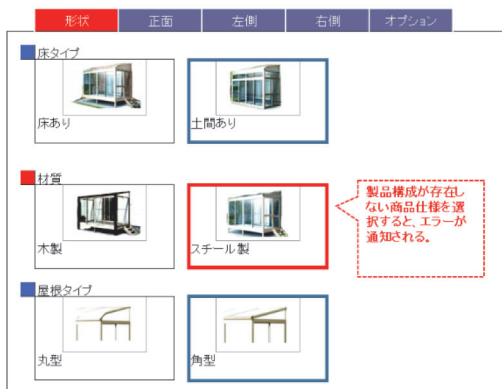 形状 正面 左側 右側 オプション
床タイプ
床あり 土間あり
材質
木製 スチール製
製品構成が存在し
ない商品仕様を選
択すると、エラーが
通知される。
屋根タイプ
丸型 角型